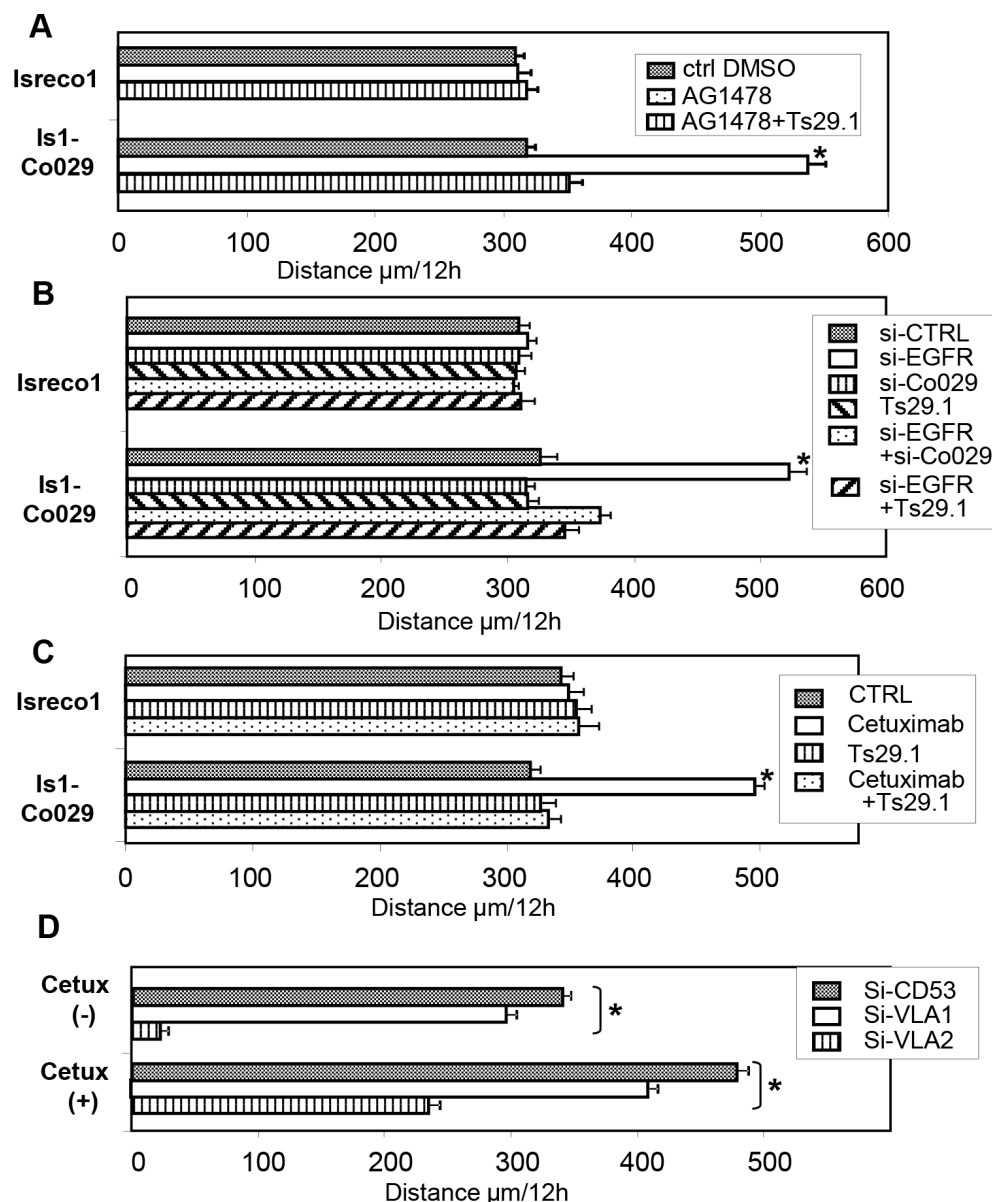 A
Isreco1
Is1-
Co029
ctrl DMSO
AG1478
AG1478+Ts29.1
*
0 100 200 300 400 500 600
Distance µm/12h
B
Isreco1
Is1-
Co029
si-CTRL
si-EGFR
si-Co029
Ts29.1
si-EGFR
+si-Co029
si-EGFR
+Ts29.1
*
0 100 200 300 400 500 600
Distance µm/12h
C
Isreco1
Is1-
Co029
CTRL
Cetuximab
Ts29.1
Cetuximab
+Ts29.1
*
0 100 200 300 400 500
Distance µm/12h
D
Cetux
(-)
Cetux
(+)
Si-CD53
Si-VLA1
Si-VLA2
*
*
0 100 200 300 400 500
Distance µm/12h